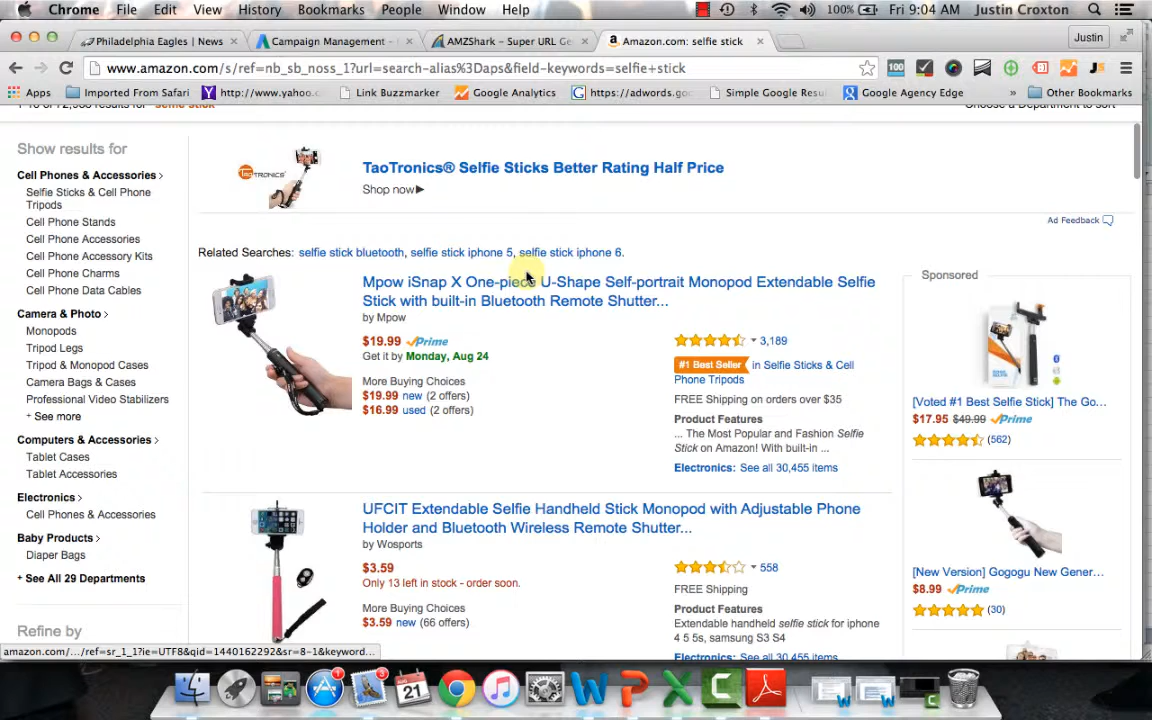 Chrome File Edit View History Bookmarks People Window Help 100% Fri 9:04 AM Justin Croxton
Philadelphia Eagles | News
Campaign Management -
AMZShark – Super URL Ge
Amazon.com: selfie stick
Justin
www.amazon.com/s/ref=nb_sb_noss_1?url=search-alias%3Daps&field-keywords=selfie+stick
100
Apps Imported From Safari http://www.yahoo.c Link Buzzmarker Google Analytics https://adwords.go Simple Google Resu Google Agency Edge » Other Bookmarks
Show results for
Cell Phones & Accessories ›
Selfie Sticks & Cell Phone
Tripods
Cell Phone Stands
Cell Phone Accessories
Cell Phone Accessory Kits
Cell Phone Charms
Cell Phone Data Cables
Camera & Photo ›
Monopods
Tripod Legs
Tripod & Monopod Cases
Camera Bags & Cases
Professional Video Stabilizers
+ See more
Computers & Accessories ›
Tablet Cases
Tablet Accessories
Electronics ›
Cell Phones & Accessories
Baby Products ›
Diaper Bags
+ See All 29 Departments
Refine by
TAOTRONICS
TaoTronics® Selfie Sticks Better Rating Half Price
Shop now
Ad Feedback
Related Searches: selfie stick bluetooth, selfie stick iphone 5, selfie stick iphone 6.
Mpow iSnap X One-piece U-Shape Self-portrait Monopod Extendable Selfie
Stick with built-in Bluetooth Remote Shutter...
by Mpow
$19.99 Prime
Get it by Monday, Aug 24
More Buying Choices
$19.99 new (2 offers)
$16.99 used (2 offers)
3,189
#1 Best Seller in Selfie Sticks & Cell
Phone Tripods
FREE Shipping on orders over $35
Product Features
... The Most Popular and Fashion Selfie
Stick on Amazon! With built-in ...
Electronics: See all 30,455 items
UFCIT Extendable Selfie Handheld Stick Monopod with Adjustable Phone
Holder and Bluetooth Wireless Remote Shutter...
by Wosports
$3.59
Only 13 left in stock - order soon.
More Buying Choices
$3.59 new (66 offers)
558
FREE Shipping
Product Features
Extendable handheld selfie stick for iphone
4 5 5s, samsung S3 S4
Electronics: See all 30,455 items
Sponsored
[Voted #1 Best Selfie Stick] The Go...
$17.95 $49.99 Prime
(562)
[New Version] Gogogu New Gener...
$8.99 Prime
(30)
amazon.com/.../ref=sr_1_1?ie=UTF8&qid=1440162292&sr=8-1&keyword...
1
3
AUG
21